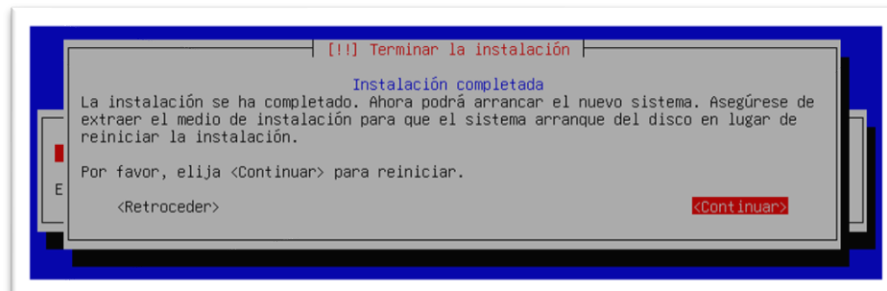 [!!] Terminar la instalación
Instalación completada
La instalación se ha completado. Ahora podrá arrancar el nuevo sistema. Asegúrese de
extraer el medio de instalación para que el sistema arranque del disco en lugar de
reiniciar la instalación.
Por favor, elija <Continuar> para reiniciar.
E
<Retroceder> <Continuar>